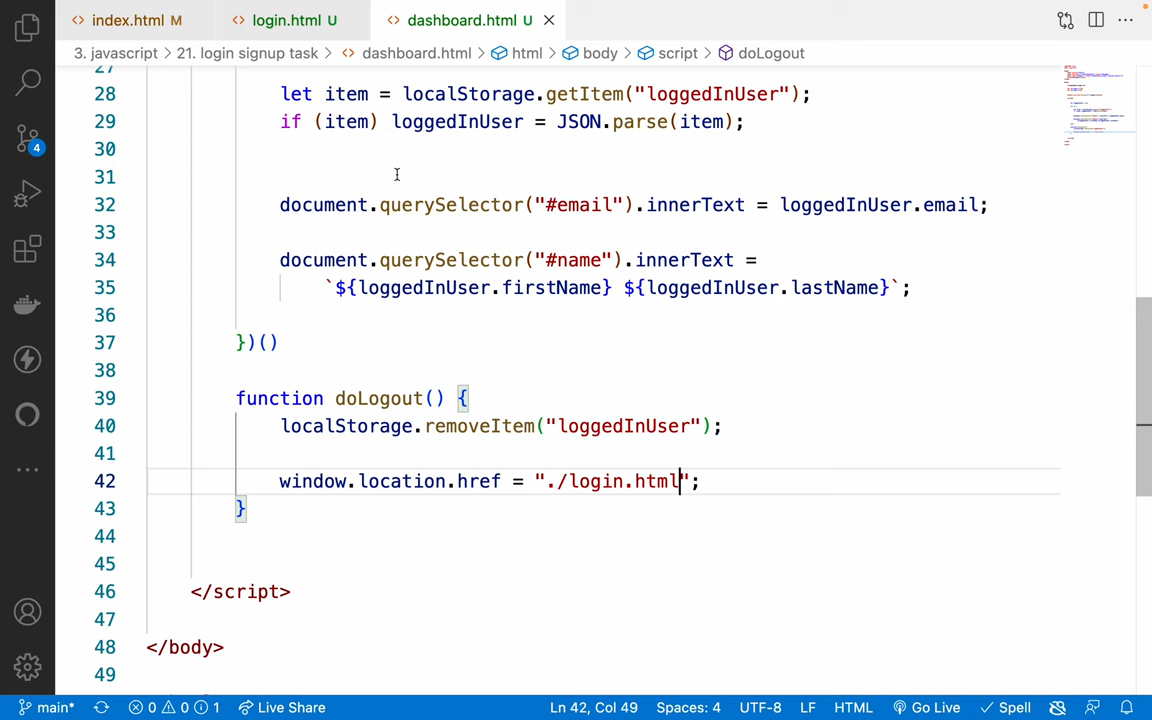 index.html M
login.html U
dashboard.html U
3. javascript > 21. login signup task > dashboard.html > html > body > script > doLogout
27
28 let item = localStorage.getItem("loggedInUser");
29 if (item) loggedInUser = JSON.parse(item);
30
31
32 document.querySelector("#email").innerText = loggedInUser.email;
33
34 document.querySelector("#name").innerText =
35 `${loggedInUser.firstName} ${loggedInUser.lastName}`;
36
37 })()
38
39 function doLogout() {
40 localStorage.removeItem("loggedInUser");
41
42 window.location.href = "./login.html";
43 }
44
45
46 </script>
47
48 </body>
49
4
main* 0 0 1 Live Share Ln 42, Col 49 Spaces: 4 UTF-8 LF HTML Go Live Spell